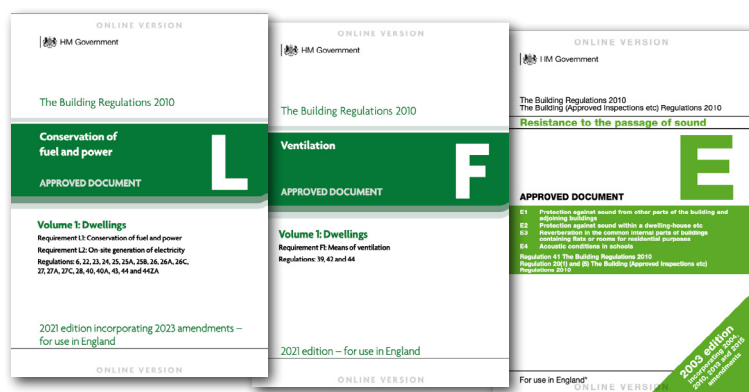 ONLINE VERSION
HM Government
The Building Regulations 2010
Conservation of
fuel and power
L
APPROVED DOCUMENT
Volume 1: Dwellings
Requirement L1: Conservation of fuel and power
Requirement L2: On-site generation of electricity
Regulations: 6, 22, 23, 24, 25, 25A, 25B, 26, 26A, 26C,
27, 27A, 27C, 28, 40, 40A, 43, 44 and 44ZA
2021 edition incorporating 2023 amendments –
for use in England
ONLINE VERSION
ONLINE VERSION
HM Government
The Building Regulations 2010
Ventilation
F
APPROVED DOCUMENT
Volume 1: Dwellings
Requirement F1: Means of ventilation
Regulations: 39, 42 and 44
2021 edition – for use in England
ONLINE VERSION
ONLINE VERSION
HM Government
The Building Regulations 2010
The Building (Approved Inspectors etc) Regulations 2010
Resistance to the passage of sound
E
APPROVED DOCUMENT
E1 Protection against sound from other parts of the building and
adjoining buildings
E2 Protection against sound within a dwelling-house etc
E3 Reverberation in the common internal parts of buildings
containing flats or rooms for residential purposes
E4 Acoustic conditions in schools
Regulation 41 The Building Regulations 2010
Regulation 20(1) and (5) The Building (Approved Inspectors etc)
Regulations 2010
2003 edition
incorporating 2004,
2010, 2013 and 2015
amendments
For use in England*
ONLINE VERSION